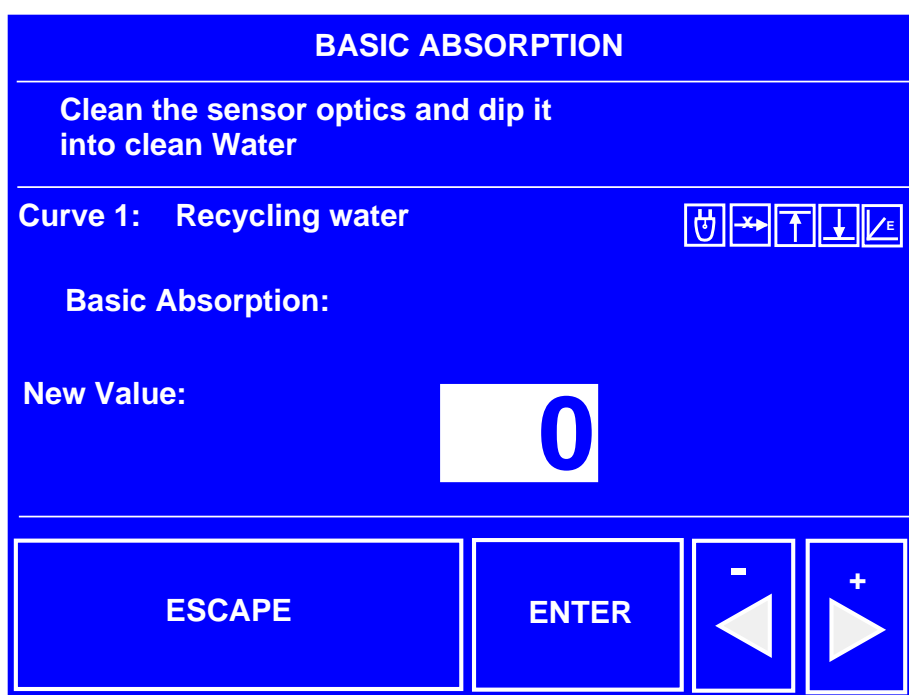 BASIC ABSORPTION
Clean the sensor optics and dip it
into clean Water
Curve 1: Recycling water
X
E
Basic Absorption:
New Value:
0
- +
ESCAPE ENTER